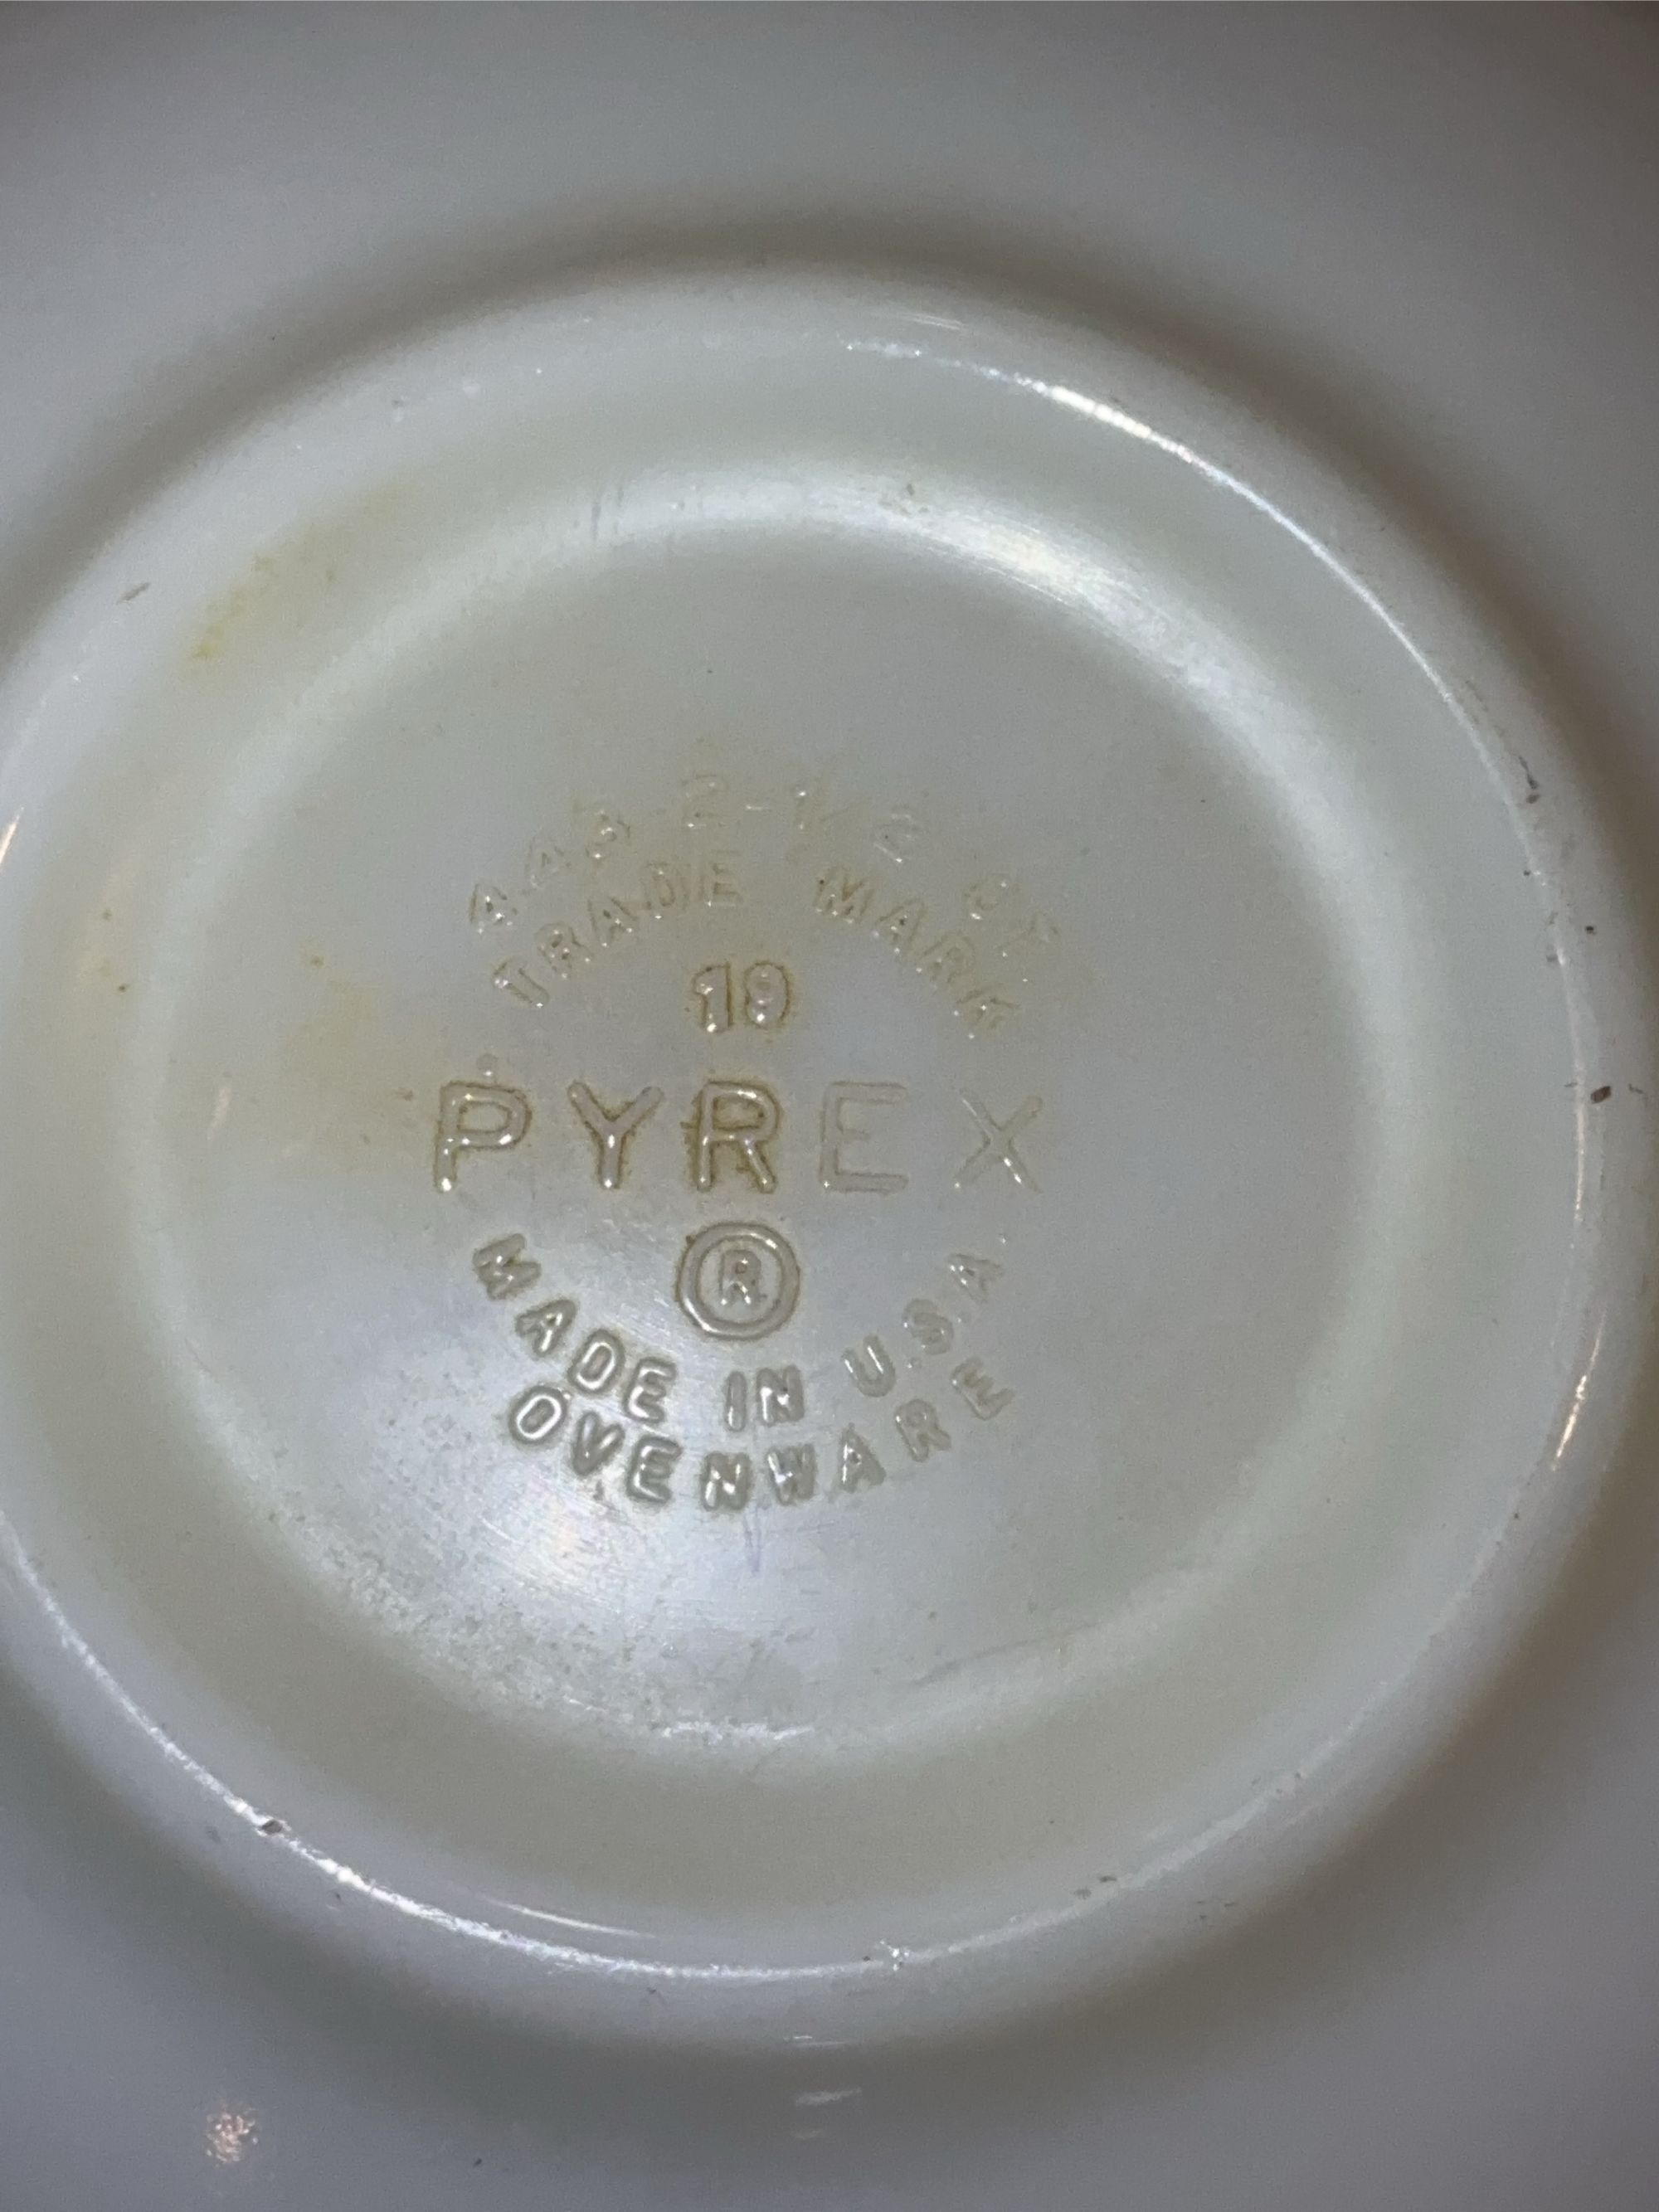 443 2-1/2 QT
TRADE MARK
19
PYREX
®
MADE IN U.S.A.
OVENWARE